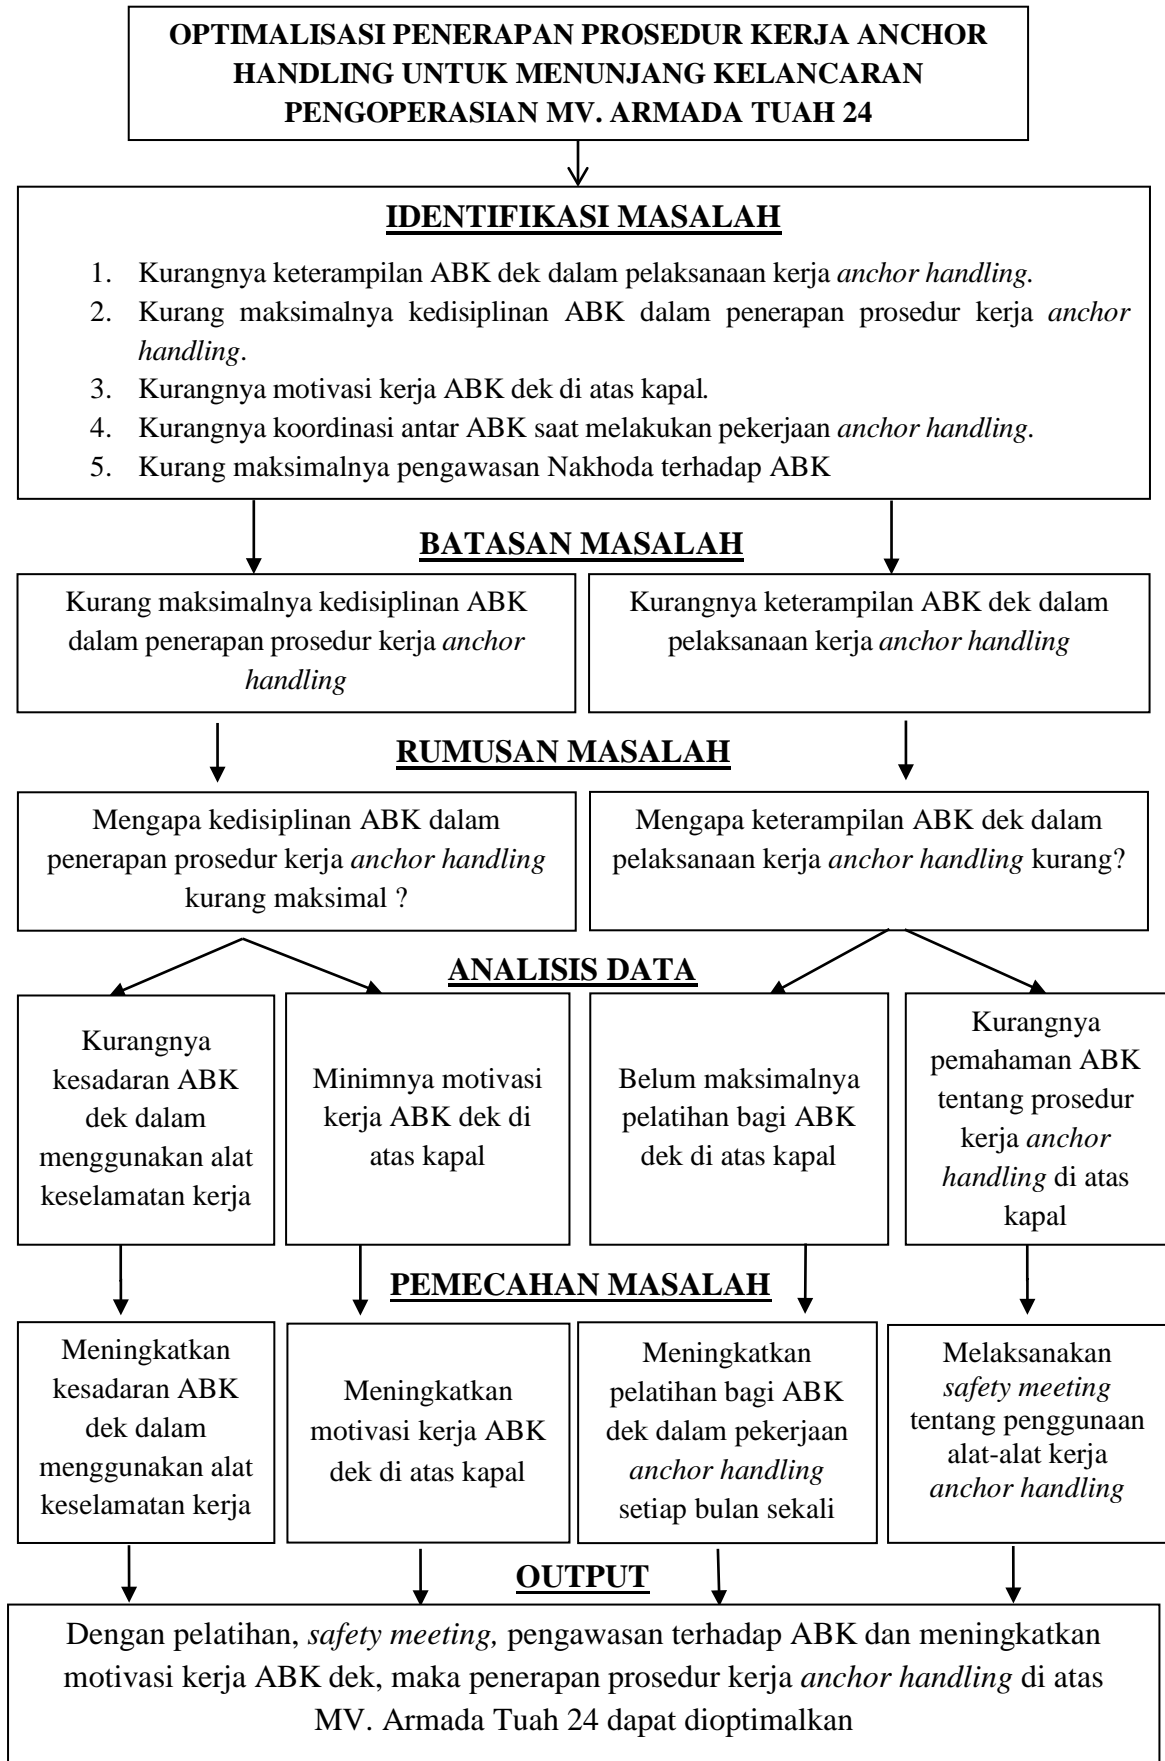 OPTIMALISASI PENERAPAN PROSEDUR KERJA ANCHOR
HANDLING UNTUK MENUNJANG KELANCARAN
PENGOPERASIAN MV. ARMADA TUAH 24
IDENTIFIKASI MASALAH
1. Kurangnya keterampilan ABK dek dalam pelaksanaan kerja anchor handling.
2. Kurang maksimalnya kedisiplinan ABK dalam penerapan prosedur kerja anchor
handling.
3. Kurangnya motivasi kerja ABK dek di atas kapal.
4. Kurangnya koordinasi antar ABK saat melakukan pekerjaan anchor handling.
5. Kurang maksimalnya pengawasan Nakhoda terhadap ABK
BATASAN MASALAH
Kurang maksimalnya kedisiplinan ABK
dalam penerapan prosedur kerja anchor
handling
Kurangnya keterampilan ABK dek dalam
pelaksanaan kerja anchor handling
RUMUSAN MASALAH
Mengapa kedisiplinan ABK dalam
penerapan prosedur kerja anchor handling
kurang maksimal ?
Mengapa keterampilan ABK dek dalam
pelaksanaan kerja anchor handling kurang?
ANALISIS DATA
Kurangnya
kesadaran ABK
dek dalam
menggunakan alat
keselamatan kerja
Minimnya motivasi
kerja ABK dek di
atas kapal
Belum maksimalnya
pelatihan bagi ABK
dek di atas kapal
Kurangnya
pemahaman ABK
tentang prosedur
kerja anchor
handling di atas
kapal
PEMECAHAN MASALAH
Meningkatkan
kesadaran ABK
dek dalam
menggunakan alat
keselamatan kerja
Meningkatkan
motivasi kerja ABK
dek di atas kapal
Meningkatkan
pelatihan bagi ABK
dek dalam pekerjaan
anchor handling
setiap bulan sekali
Melaksanakan
safety meeting
tentang penggunaan
alat-alat kerja
anchor handling
OUTPUT
Dengan pelatihan, safety meeting, pengawasan terhadap ABK dan meningkatkan
motivasi kerja ABK dek, maka penerapan prosedur kerja anchor handling di atas
MV. Armada Tuah 24 dapat dioptimalkan